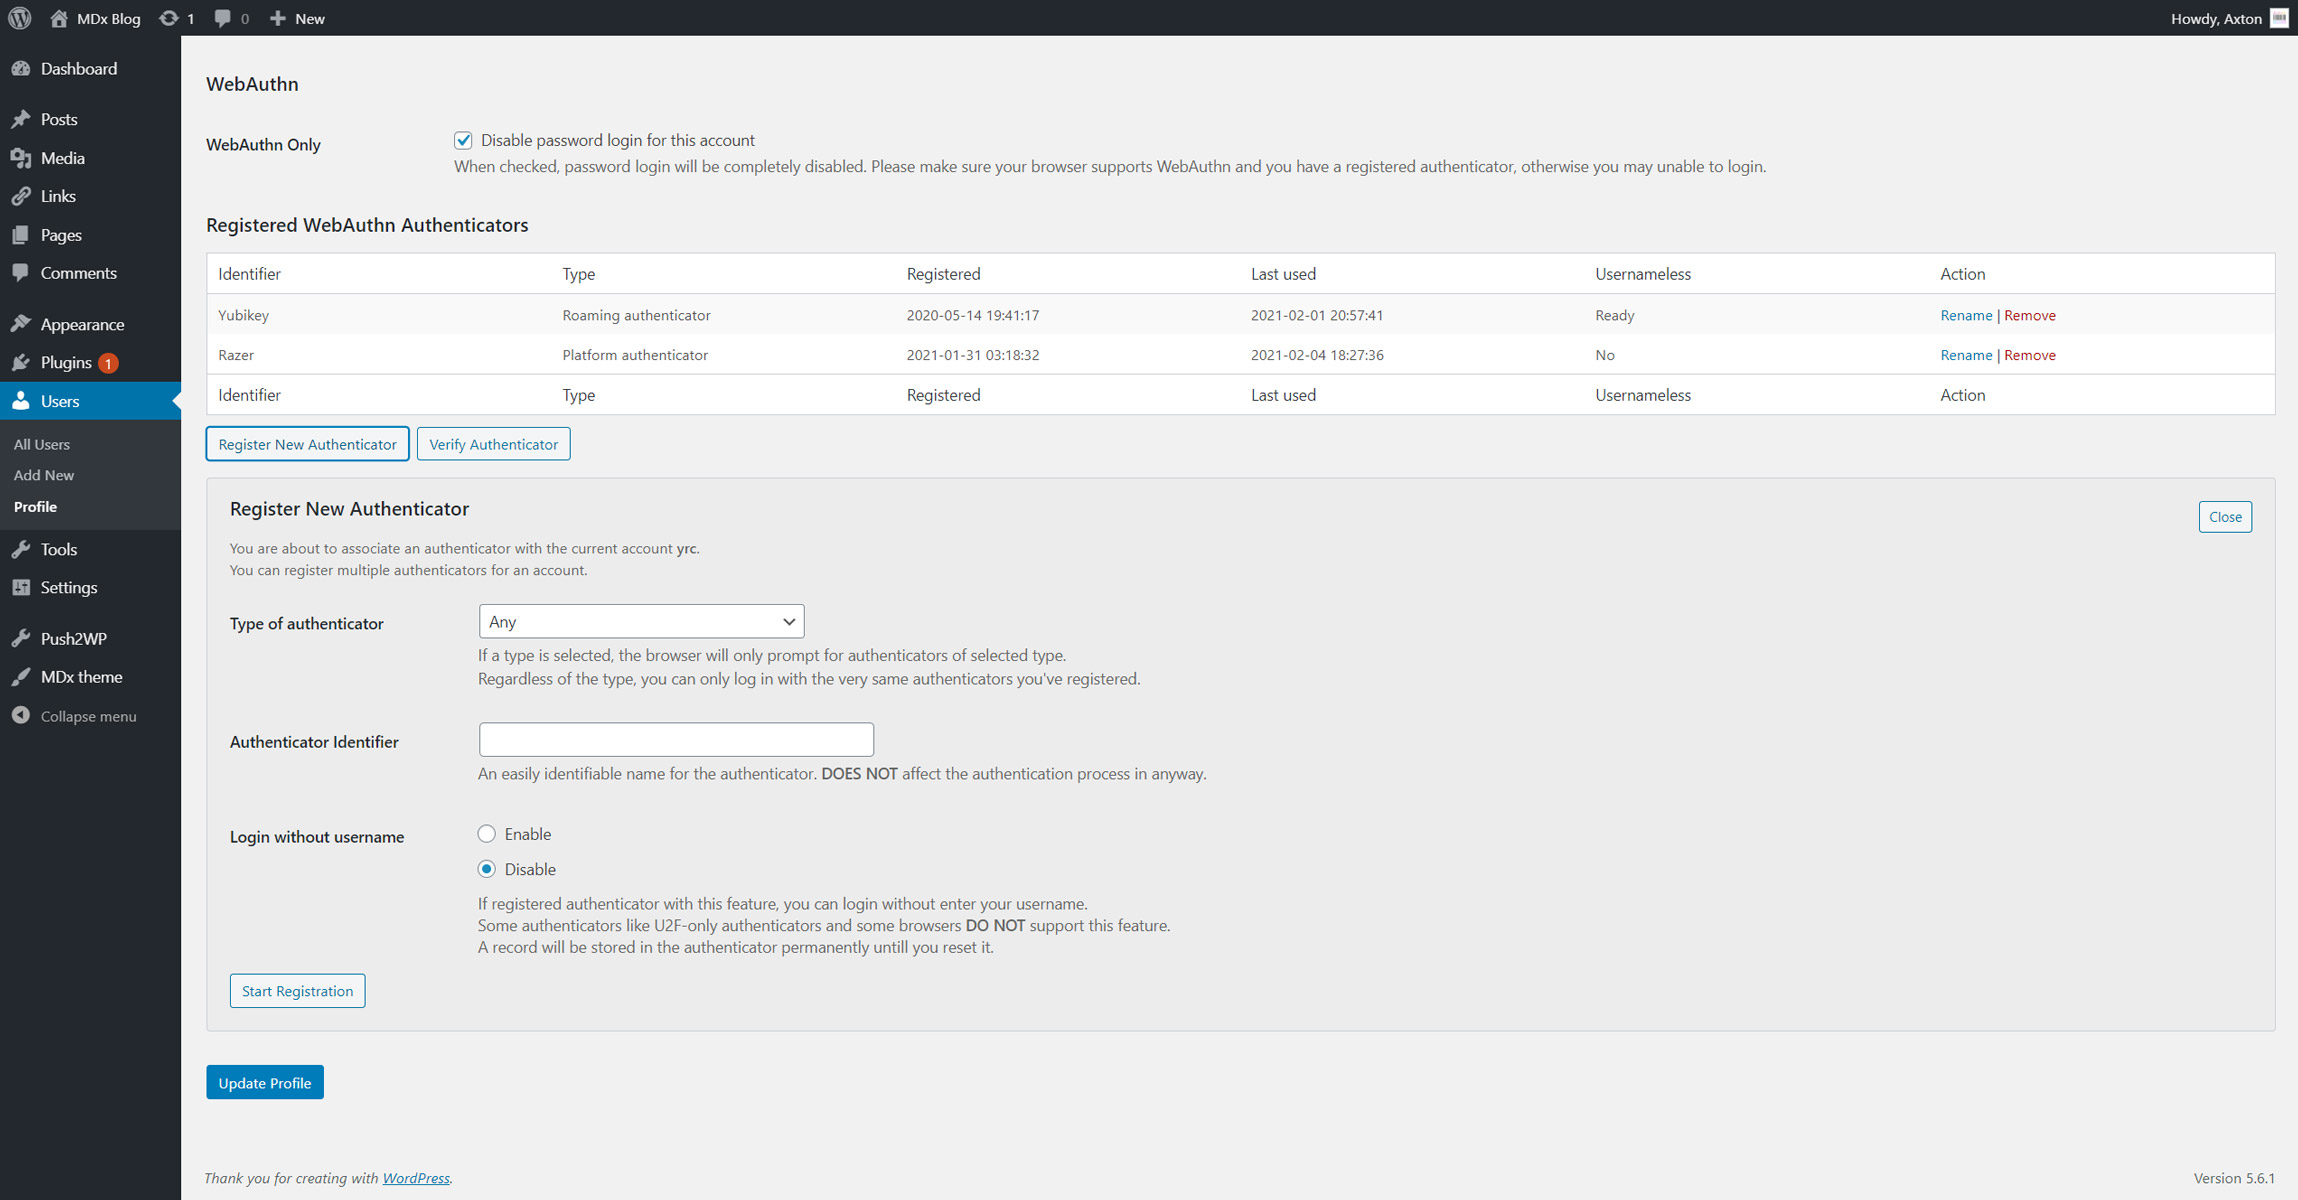 MDx Blog 1 0 New Howdy, Axton
Dashboard
Posts
Media
Links
Pages
Comments
Appearance
Plugins 1
Users
All Users
Add New
Profile
Tools
Settings
Push2WP
MDx theme
Collapse menu
WebAuthn
WebAuthn Only
Disable password login for this account
When checked, password login will be completely disabled. Please make sure your browser supports WebAuthn and you have a registered authenticator, otherwise you may unable to login.
Registered WebAuthn Authenticators
Identifier Type Registered Last used Usernameless Action
Yubikey Roaming authenticator 2020-05-14 19:41:17 2021-02-01 20:57:41 Ready Rename | Remove
Razer Platform authenticator 2021-01-31 03:18:32 2021-02-04 18:27:36 No Rename | Remove
Identifier Type Registered Last used Usernameless Action
Register New Authenticator Verify Authenticator
Register New Authenticator
Close
You are about to associate an authenticator with the current account yrc.
You can register multiple authenticators for an account.
Type of authenticator
Any
If a type is selected, the browser will only prompt for authenticators of selected type.
Regardless of the type, you can only log in with the very same authenticators you've registered.
Authenticator Identifier
An easily identifiable name for the authenticator. DOES NOT affect the authentication process in anyway.
Login without username
Enable
Disable
If registered authenticator with this feature, you can login without enter your username.
Some authenticators like U2F-only authenticators and some browsers DO NOT support this feature.
A record will be stored in the authenticator permanently untill you reset it.
Start Registration
Update Profile
Thank you for creating with WordPress.
Version 5.6.1